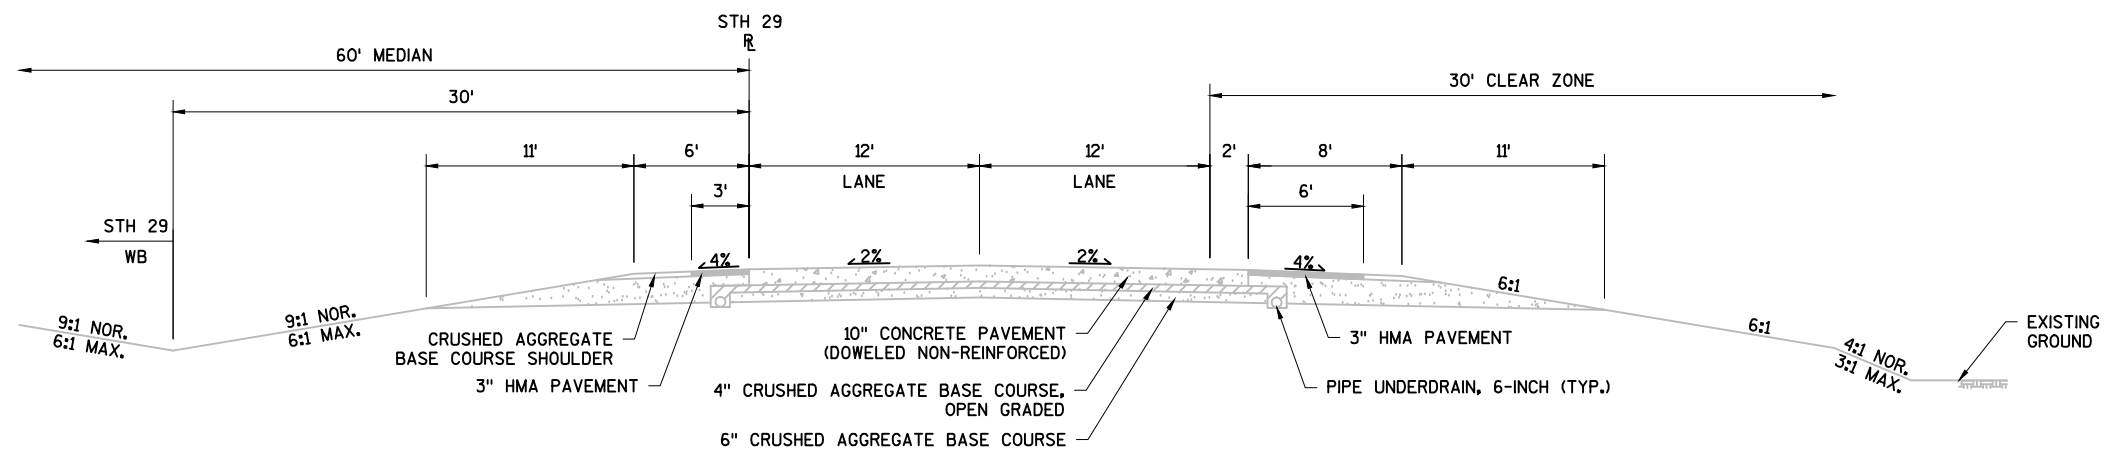 STH 29
R
60' MEDIAN
30'
30' CLEAR ZONE
11'
6'
12'
12'
2'
8'
11'
LANE
LANE
3'
6'
STH 29
WB
4%
2%
2%
4%
6:1
9:1 NOR.
6:1 MAX.
9:1 NOR.
6:1 MAX.
6:1
4:1 NOR.
3:1 MAX.
EXISTING
GROUND
CRUSHED AGGREGATE
BASE COURSE SHOULDER
3" HMA PAVEMENT
10" CONCRETE PAVEMENT
(DOWELED NON-REINFORCED)
4" CRUSHED AGGREGATE BASE COURSE,
OPEN GRADED
6" CRUSHED AGGREGATE BASE COURSE
3" HMA PAVEMENT
PIPE UNDERDRAIN, 6-INCH (TYP.)